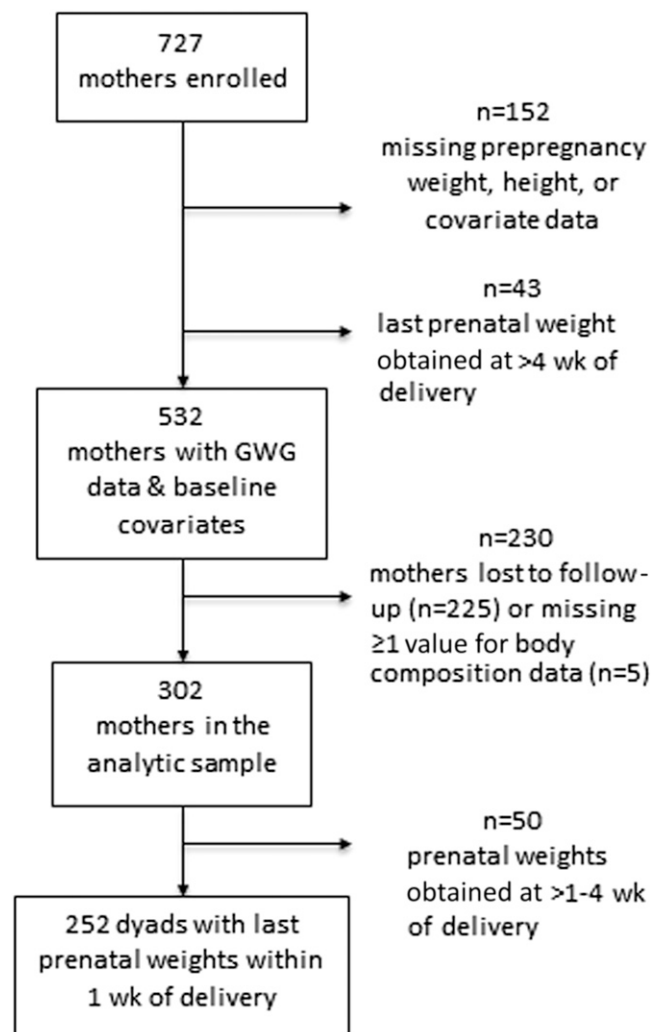 727
mothers enrolled
n=152
missing prepregnancy
weight, height, or
covariate data
n=43
last prenatal weight
obtained at >4 wk of
delivery
532
mothers with GWG
data & baseline
covariates
n=230
mothers lost to follow-
up (n=225) or missing
≥1 value for body
composition data (n=5)
302
mothers in the
analytic sample
n=50
prenatal weights
obtained at >1-4 wk
of delivery
252 dyads with last
prenatal weights within
1 wk of delivery